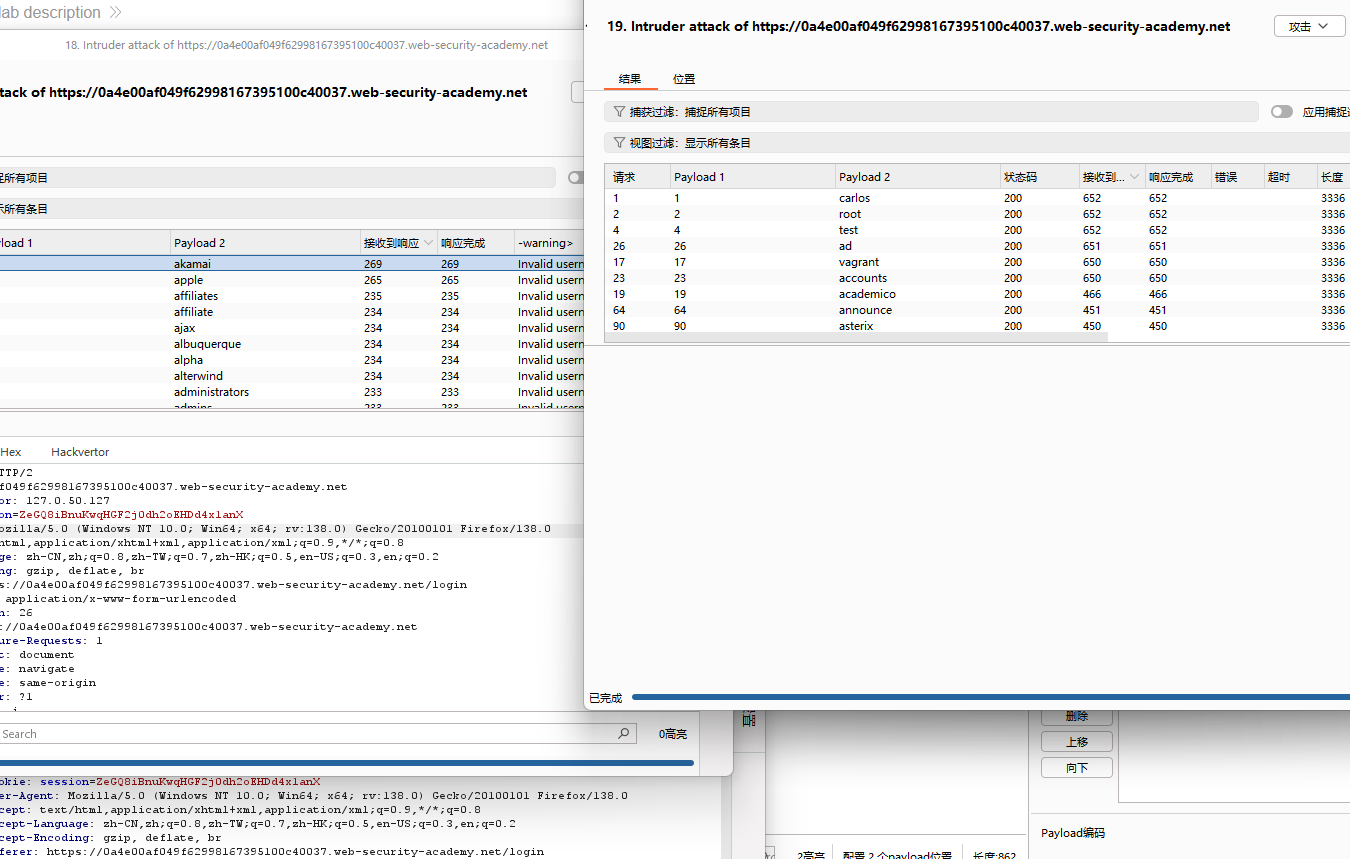 lab description
18. Intruder attack of https://0a4e00af049f62998167395100c40037.web-security-academy.net
tack of https://0a4e00af049f62998167395100c40037.web-security-academy.net
捉所有项目
示所有条目
load 1 Payload 2 接收到响应 响应完成 -warning>
akamai 269 269 Invalid usern
apple 265 265 Invalid usern
affiliates 235 235 Invalid usern
affiliate 234 234 Invalid usern
ajax 234 234 Invalid usern
albuquerque 234 234 Invalid usern
alpha 234 234 Invalid usern
alterwind 234 234 Invalid usern
administrators 233 233 Invalid usern
admins 233 233 Invalid usern
Hex Hackvertor
TTP/2
f049f62998167395100c40037.web-security-academy.net
or: 127.0.50.127
on=ZeGQ8iBnuKwqHGF2jOdh2oEHDd4x1anX
ozilla/5.0 (Windows NT 10.0; Win64; x64; rv:138.0) Gecko/20100101 Firefox/138.0
html,application/xhtml+xml,application/xml;q=0.9,*/*;q=0.8
ge: zh-CN,zh;q=0.8,zh-TW;q=0.7,zh-HK;q=0.5,en-US;q=0.3,en;q=0.2
ng: gzip, deflate, br
s://0a4e00af049f62998167395100c40037.web-security-academy.net/login
application/x-www-form-urlencoded
n: 26
://0a4e00af049f62998167395100c40037.web-security-academy.net
ure-Requests: 1
t: document
e: navigate
e: same-origin
r: ?1
Search 0高亮
okie: session=ZeGQ8iBnuKwqHGF2jOdh2oEHDd4x1anX
er-Agent: Mozilla/5.0 (Windows NT 10.0; Win64; x64; rv:138.0) Gecko/20100101 Firefox/138.0
cept: text/html,application/xhtml+xml,application/xml;q=0.9,*/*;q=0.8
cept-Language: zh-CN,zh;q=0.8,zh-TW;q=0.7,zh-HK;q=0.5,en-US;q=0.3,en;q=0.2
cept-Encoding: gzip, deflate, br
ferer: https://0a4e00af049f62998167395100c40037.web-security-academy.net/login
19. Intruder attack of https://0a4e00af049f62998167395100c40037.web-security-academy.net
攻击
结果 位置
捕获过滤：捕捉所有项目
应用捕捉
视图过滤：显示所有条目
请求 Payload 1 Payload 2 状态码 接收到... 响应完成 错误 超时 长度
1 1 carlos 200 652 652 3336
2 2 root 200 652 652 3336
4 4 test 200 652 652 3336
26 26 ad 200 651 651 3336
17 17 vagrant 200 650 650 3336
23 23 accounts 200 650 650 3336
19 19 academico 200 466 466 3336
64 64 announce 200 451 451 3336
90 90 asterix 200 450 450 3336
已完成
删除
上移
向下
Payload编码
2高亮 配置 2 个payload位置 长度:862